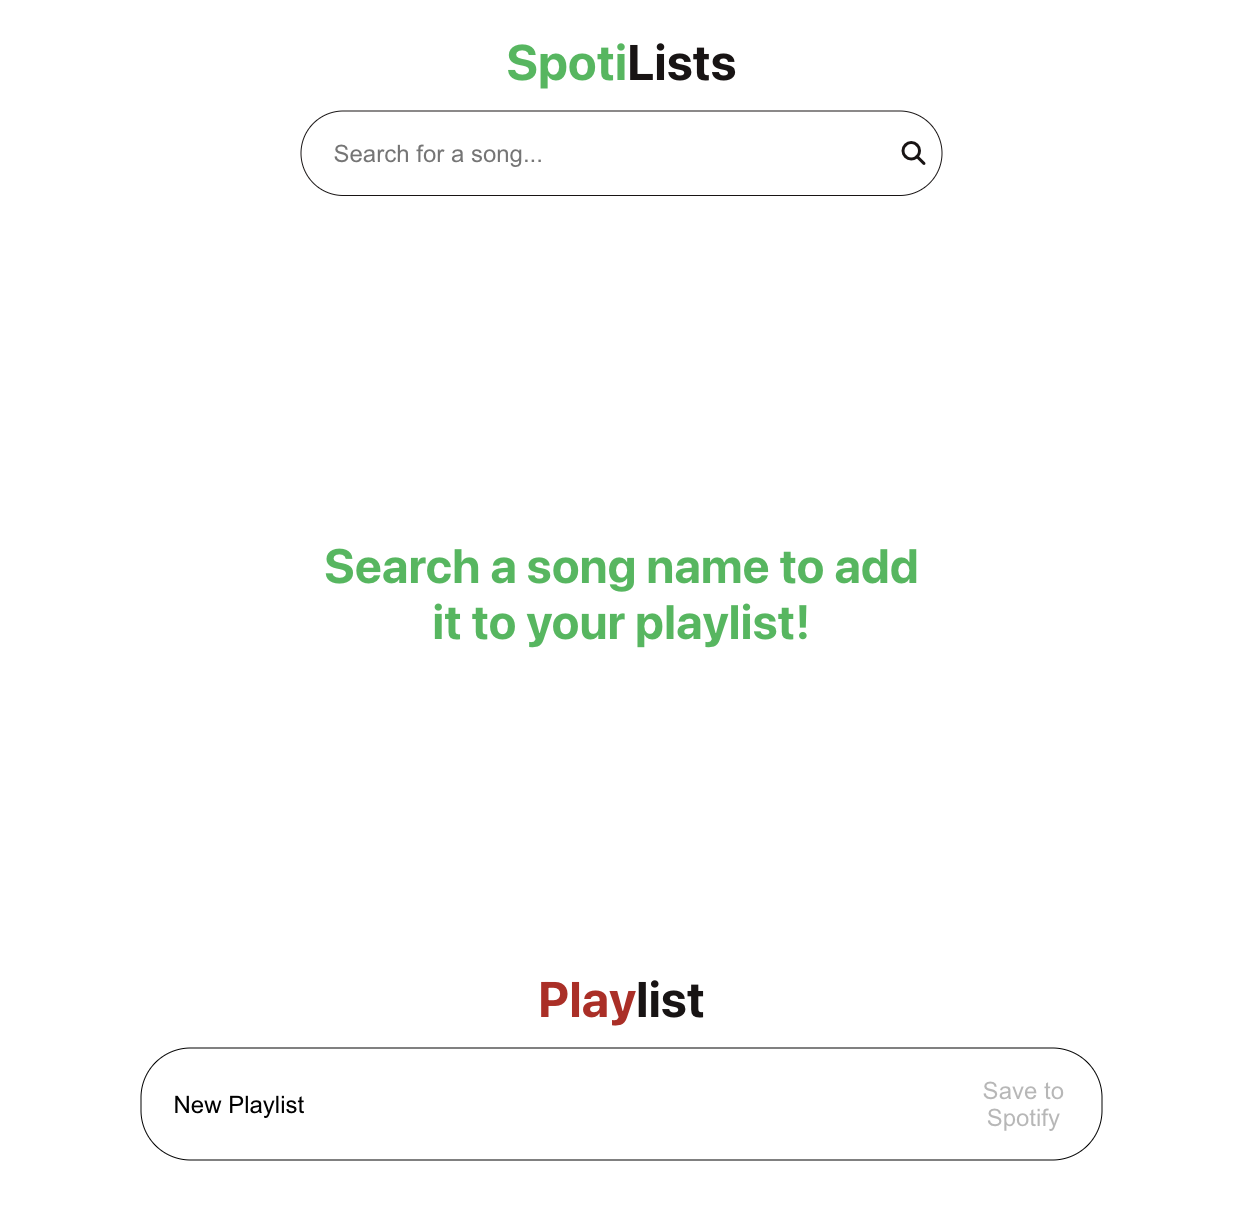 SpotiLists
Search for a song...
Search a song name to add
it to your playlist!
Playlist
New Playlist
Save to
Spotify